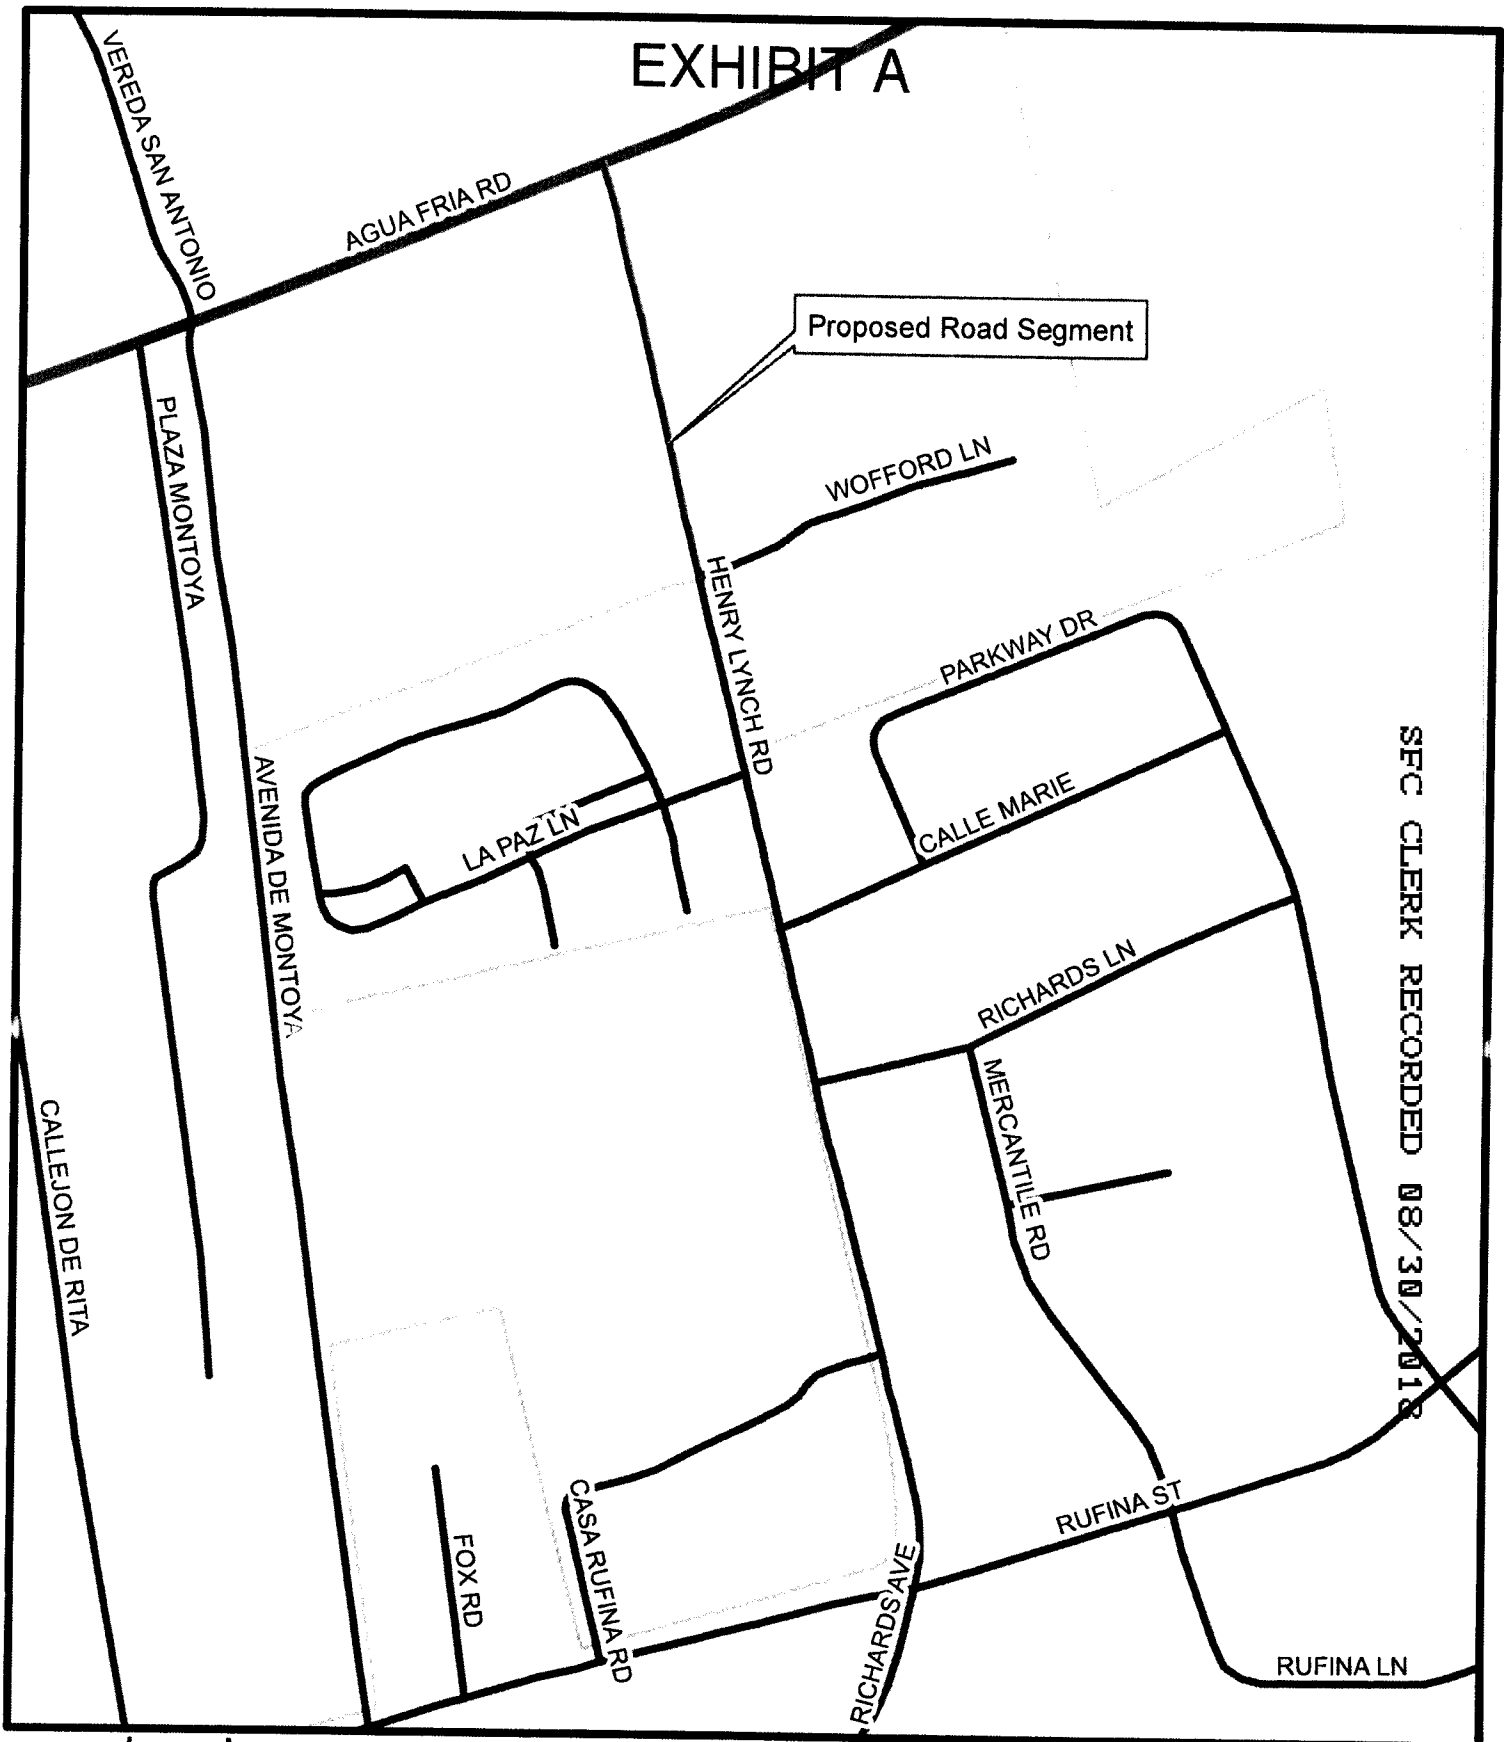 EXHIBIT A
VEREDA SAN ANTONIO
AGUA FRIA RD
Proposed Road Segment
PLAZA MONTOYA
WOFFORD LN
HENRY LYNCH RD
PARKWAY DR
AVENIDA DE MONTOYA
LA PAZ LN
CALLE MARIE
RICHARDS LN
MERCANTILE RD
CALLEJON DE RITA
SFC CLERK RECORDED 08/30/2018
FOX RD
CASA RUFINA RD
RUFINA ST
RICHARDS AVE
RUFINA LN